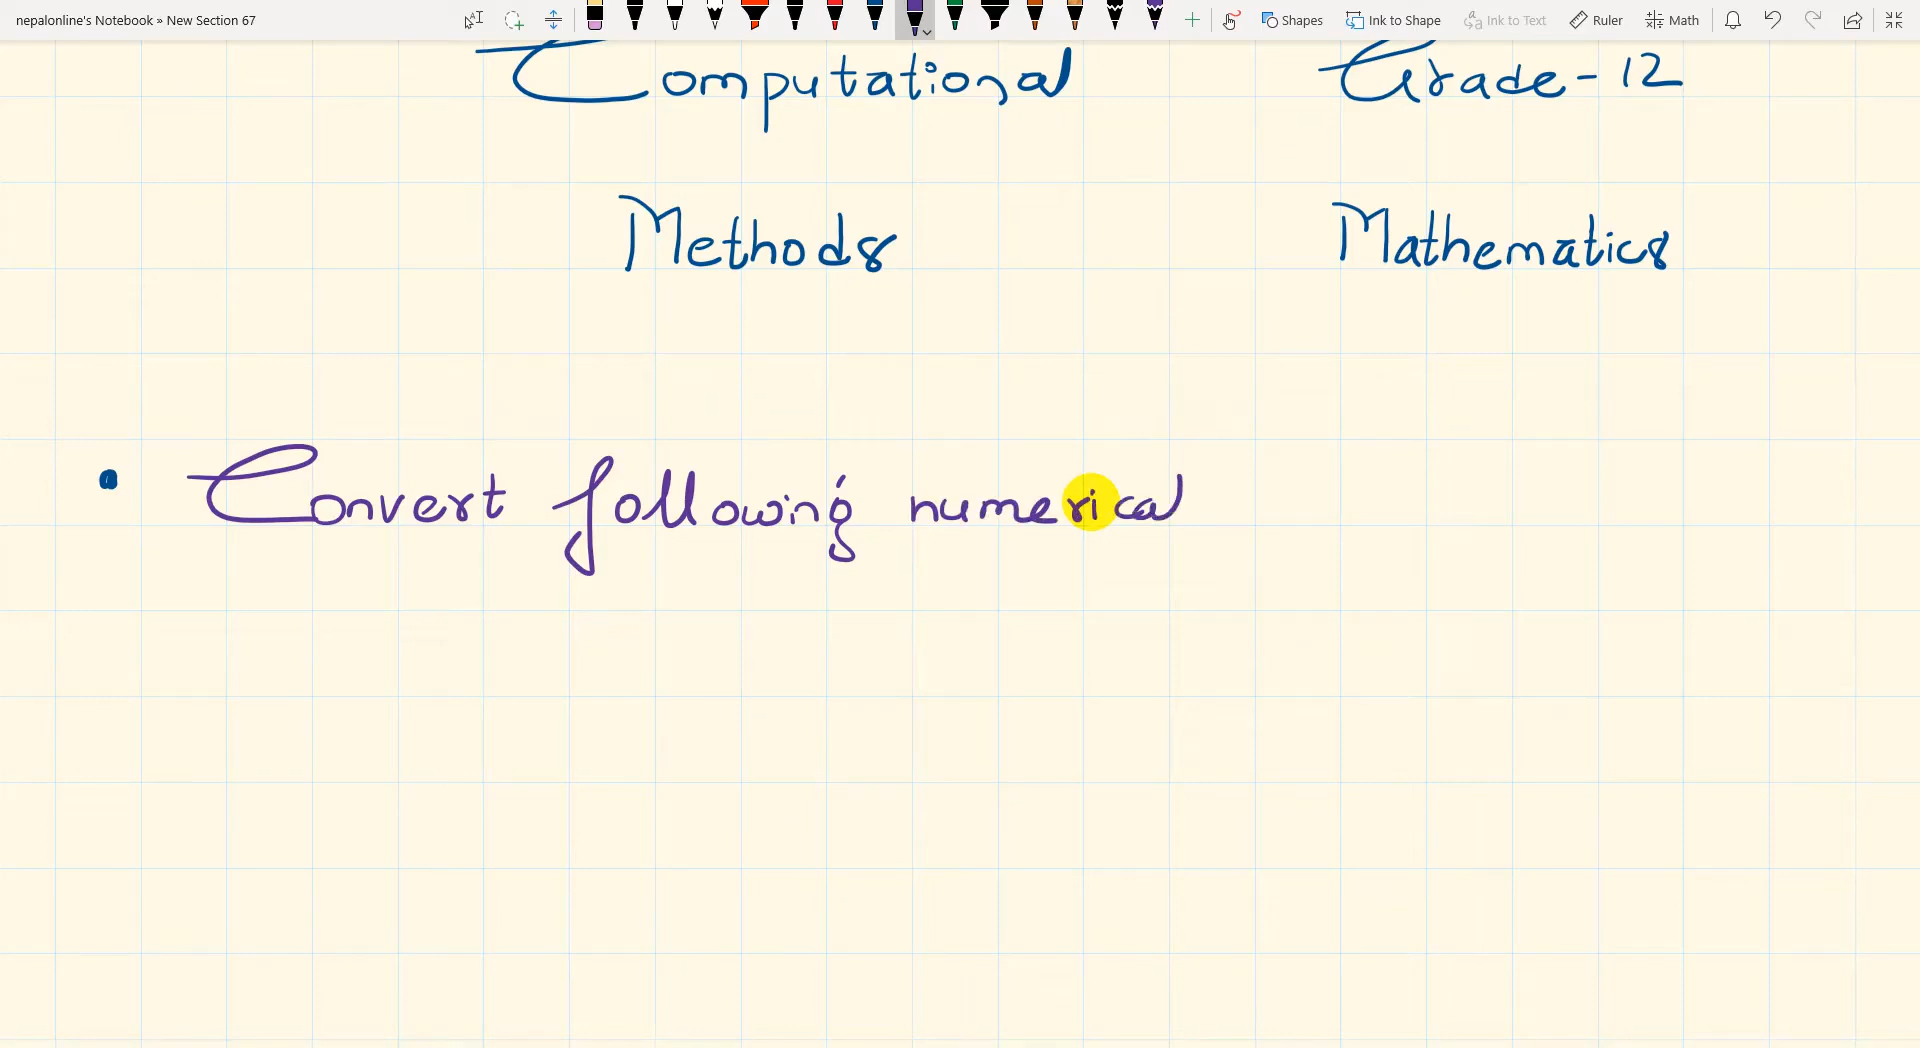 nepalonline's Notebook » New Section 67
Shapes Ink to Shape Ink to Text Ruler Math
Computational Grade - 12
Methods Mathematics
Convert following numerical